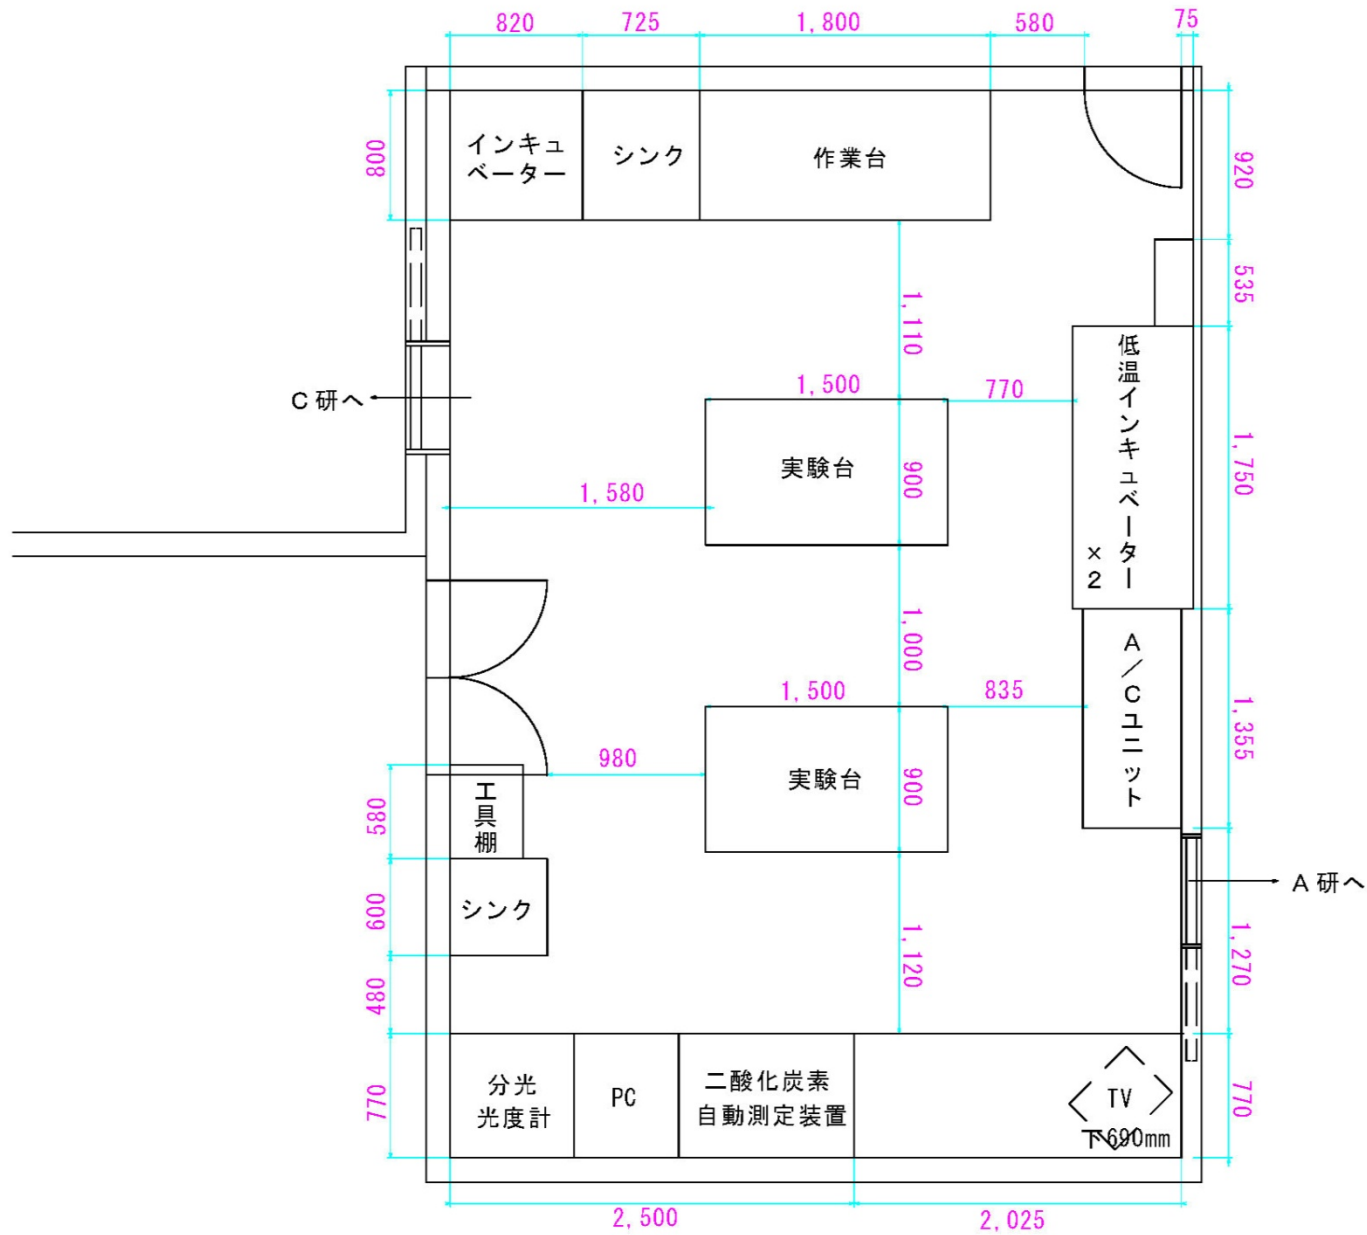 820
725
1,800
580
75
800
インキュ
ベーター
シンク
作業台
920
535
1,110
C研へ
1,500
770
低温インキュベーター
×2
1,750
実験台
900
1,580
1,000
A/Cユニット
1,355
1,500
835
980
実験台
900
580
工具棚
600
シンク
A研へ
1,120
1,270
480
770
分光
光度計
PC
二酸化炭素
自動測定装置
TV
下690mm
770
2,500
2,025